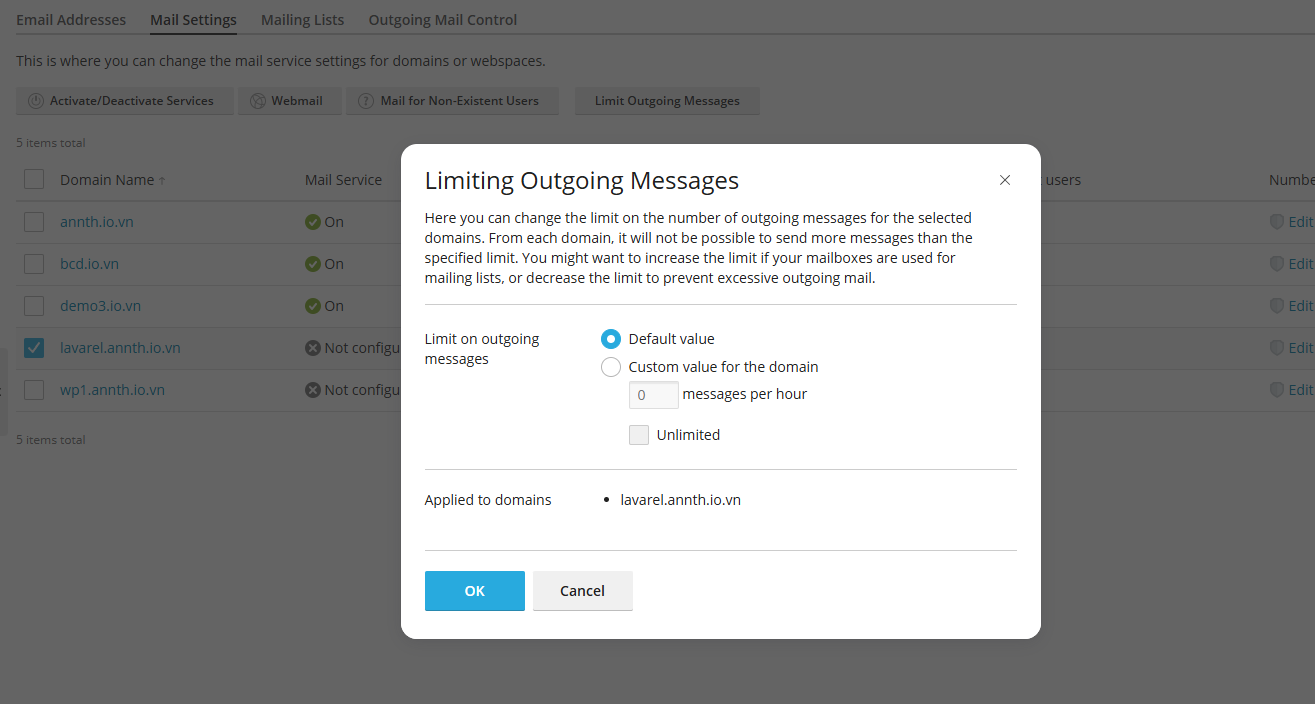 Email Addresses Mail Settings Mailing Lists Outgoing Mail Control
This is where you can change the mail service settings for domains or webspaces.
Activate/Deactivate Services Webmail Mail for Non-Existent Users Limit Outgoing Messages
5 items total
Domain Name Mail Service users Numbe
annth.io.vn On Edit
bcd.io.vn On Edit
demo3.io.vn On Edit
lavarel.annth.io.vn Not configu Edit
wp1.annth.io.vn Not configu Edit
5 items total
Limiting Outgoing Messages
Here you can change the limit on the number of outgoing messages for the selected
domains. From each domain, it will not be possible to send more messages than the
specified limit. You might want to increase the limit if your mailboxes are used for
mailing lists, or decrease the limit to prevent excessive outgoing mail.
Limit on outgoing
messages
Default value
Custom value for the domain
0 messages per hour
Unlimited
Applied to domains
• lavarel.annth.io.vn
OK Cancel